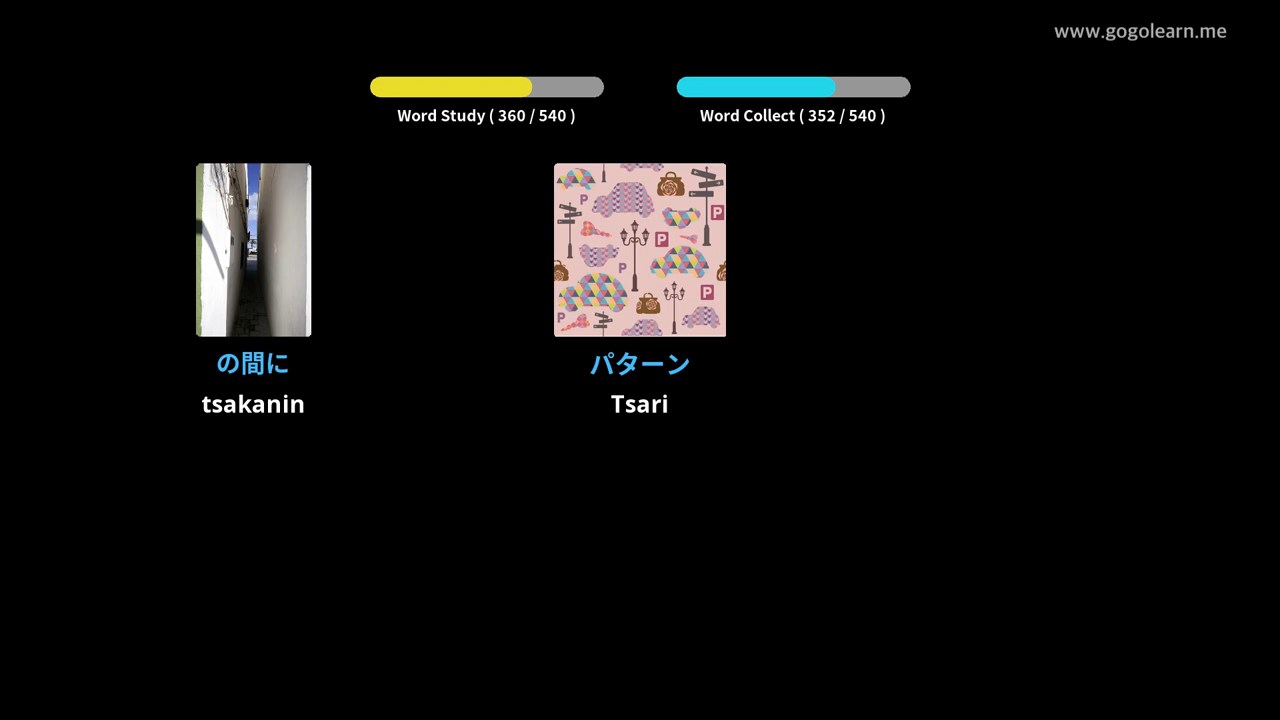 www.gogolearn.me
Word Study ( 360 / 540 )
Word Collect ( 352 / 540 )
P
P
P
P
P
P
の間に
パターン
tsakanin
Tsari